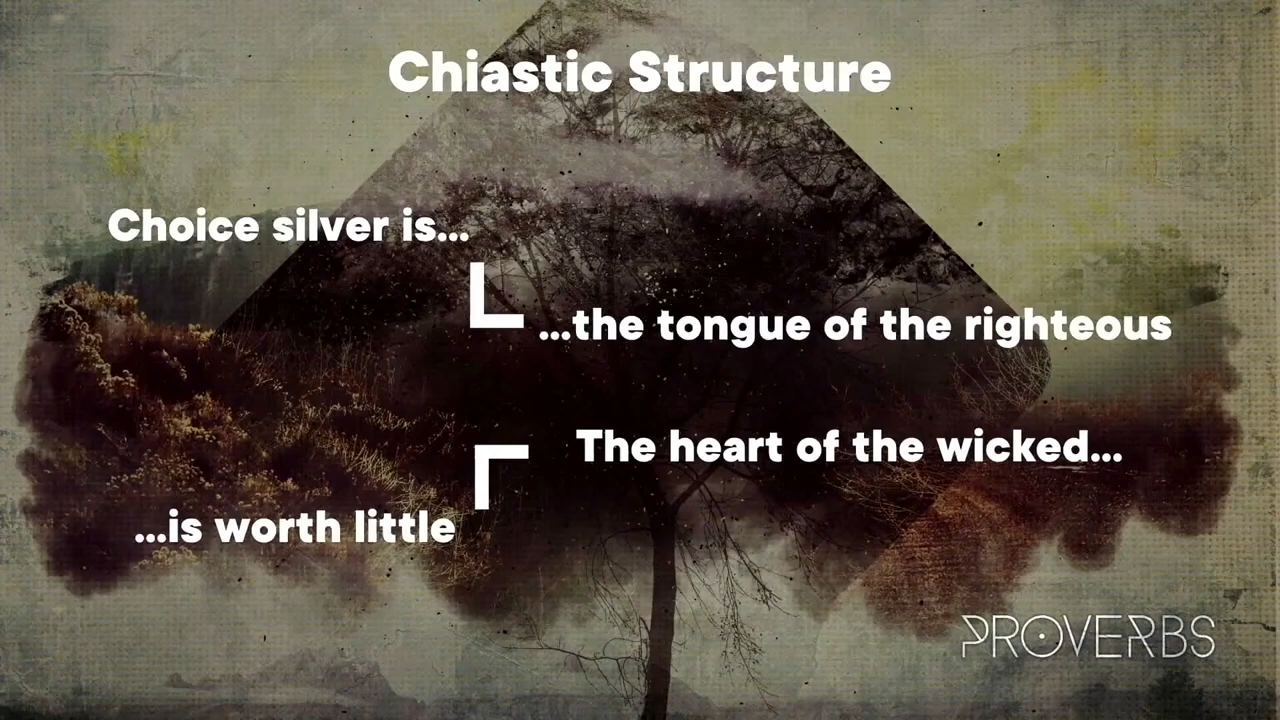 Chiastic Structure
Choice silver is...
...the tongue of the righteous
The heart of the wicked...
...is worth little
PROVERBS